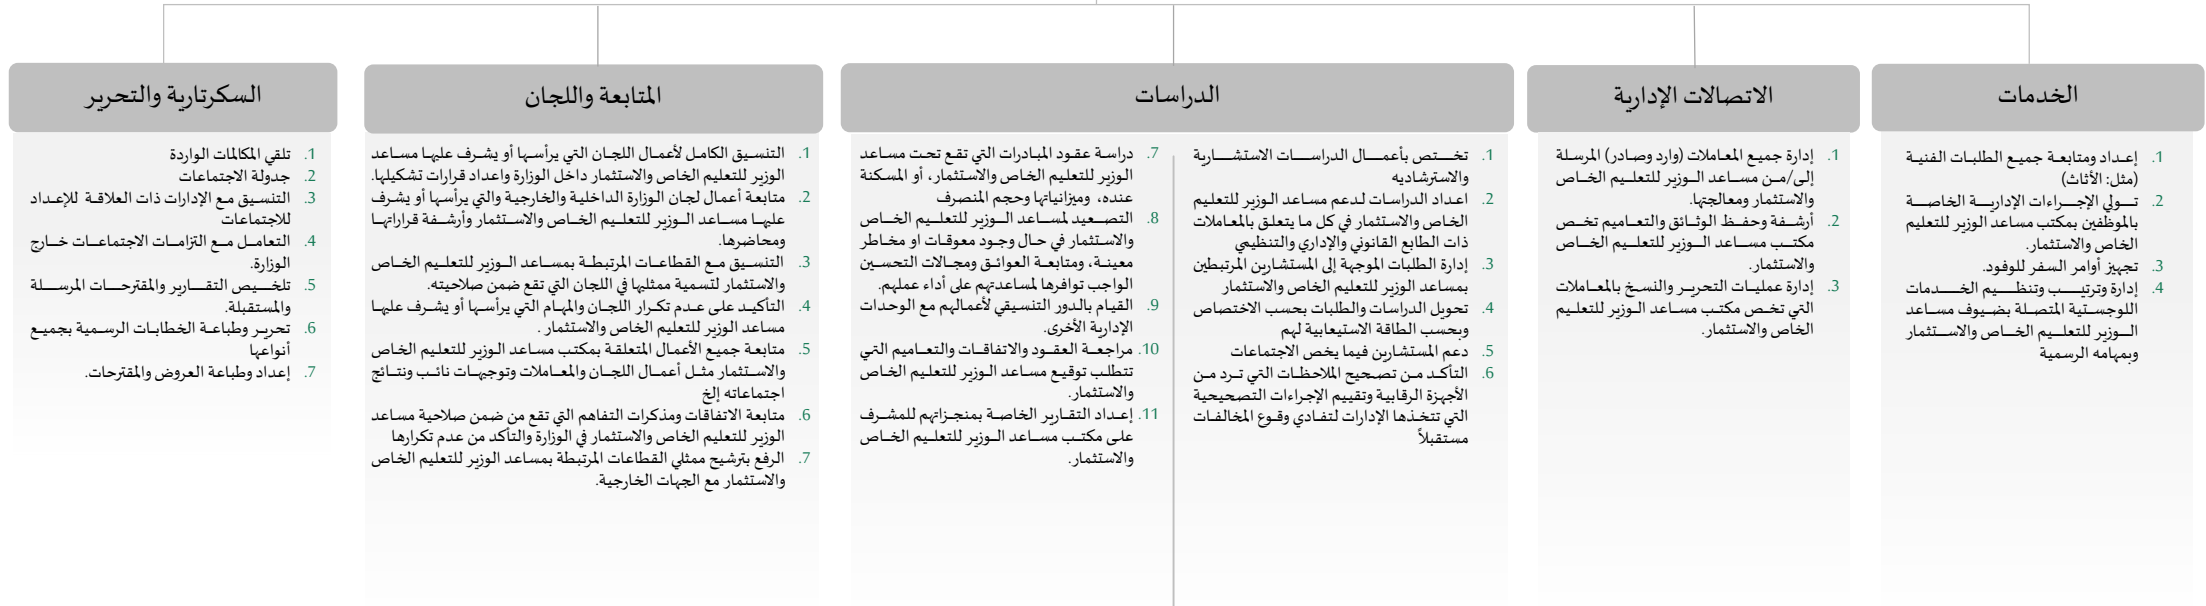 الخدمات
1. إعداد ومتابعة جميع الطلبات الفنية
(مثل: الأثاث)
2. تولي الإجراءات الإدارية الخاصة
بالموظفين بمكتب مساعد الوزير للتعليم
الخاص والاستثمار.
3. تجهيز أوامر السفر للوفود.
4. إدارة وترتيب وتنظيم الخدمات
اللوجستية المتصلة بضيوف مساعد
الوزير للتعليم الخاص والاستثمار
وبمهامه الرسمية
الاتصالات الإدارية
1. إدارة جميع المعاملات (وارد وصادر) المرسلة
إلى/من مساعد الوزير للتعليم الخاص
والاستثمار ومعالجتها.
2. أرشفة وحفظ الوثائق والتعاميم تخص
مكتب مساعد الوزير للتعليم الخاص
والاستثمار.
3. إدارة عمليات التحرير والنسخ بالمعاملات
التي تخص مكتب مساعد الوزير للتعليم
الخاص والاستثمار.
الدراسات
1. تختص بأعمال الدراسات الاستشارية
والاسترشاديه
2. اعداد الدراسات لدعم مساعد الوزير للتعليم
الخاص والاستثمار في كل ما يتعلق بالمعاملات
ذات الطابع القانوني والإداري والتنظيمي
3. إدارة الطلبات الموجهة إلى المستشارين المرتبطين
بمساعد الوزير للتعليم الخاص والاستثمار
4. تحويل الدراسات والطلبات بحسب الاختصاص
وبحسب الطاقة الاستيعابية لهم
5. دعم المستشارين فيما يخص الاجتماعات
6. التأكد من تصحيح الملاحظات التي ترد من
الأجهزة الرقابية وتقييم الإجراءات التصحيحية
التي تتخذها الإدارات لتفادي وقوع المخالفات
مستقبلاً
7. دراسة عقود المبادرات التي تقع تحت مساعد
الوزير للتعليم الخاص والاستثمار، أو المسكنة
عنده، وميزانياتها وحجم المنصرف
8. التصعيد لمساعد الوزير للتعليم الخاص
والاستثمار في حال وجود معوقات او مخاطر
معينة، ومتابعة العوائق ومجالات التحسين
الواجب توافرها لمساعدتهم على أداء عملهم.
9. القيام بالدور التنسيقي لأعمالهم مع الوحدات
الإدارية الأخرى.
10. مراجعة العقود والاتفاقات والتعاميم التي
تتطلب توقيع مساعد الوزير للتعليم الخاص
والاستثمار.
11. إعداد التقارير الخاصة بمنجزاتهم للمشرف
على مكتب مساعد الوزير للتعليم الخاص
والاستثمار.
المتابعة واللجان
1. التنسيق الكامل لأعمال اللجان التي يرأسها أو يشرف عليها مساعد
الوزير للتعليم الخاص والاستثمار داخل الوزارة واعداد قرارات تشكيلها.
2. متابعة أعمال لجان الوزارة الداخلية والخارجية والتي يرأسها أو يشرف
عليها مساعد الوزير للتعليم الخاص والاستثمار وأرشفة قراراتها
ومحاضرها.
3. التنسيق مع القطاعات المرتبطة بمساعد الوزير للتعليم الخاص
والاستثمار لتسمية ممثليها في اللجان التي تقع ضمن صلاحيته.
4. التأكيد على عدم تكرار اللجان والمهام التي يرأسها أو يشرف عليها
مساعد الوزير للتعليم الخاص والاستثمار .
5. متابعة جميع الأعمال المتعلقة بمكتب مساعد الوزير للتعليم الخاص
والاستثمار مثل أعمال اللجان والمعاملات وتوجيهات نائب ونتائج
اجتماعاته إلخ
6. متابعة الاتفاقات ومذكرات التفاهم التي تقع من ضمن صلاحية مساعد
الوزير للتعليم الخاص والاستثمار في الوزارة والتأكد من عدم تكرارها
7. الرفع بترشيح ممثلي القطاعات المرتبطة بمساعد الوزير للتعليم الخاص
والاستثمار مع الجهات الخارجية.
السكرتارية والتحرير
1. تلقي المكالمات الواردة
2. جدولة الاجتماعات
3. التنسيق مع الإدارات ذات العلاقة للإعداد
للاجتماعات
4. التعامل مع التزامات الاجتماعات خارج
الوزارة.
5. تلخيص التقارير والمقترحات المرسلة
والمستقبلة.
6. تحرير وطباعة الخطابات الرسمية بجميع
أنواعها
7. إعداد وطباعة العروض والمقترحات.